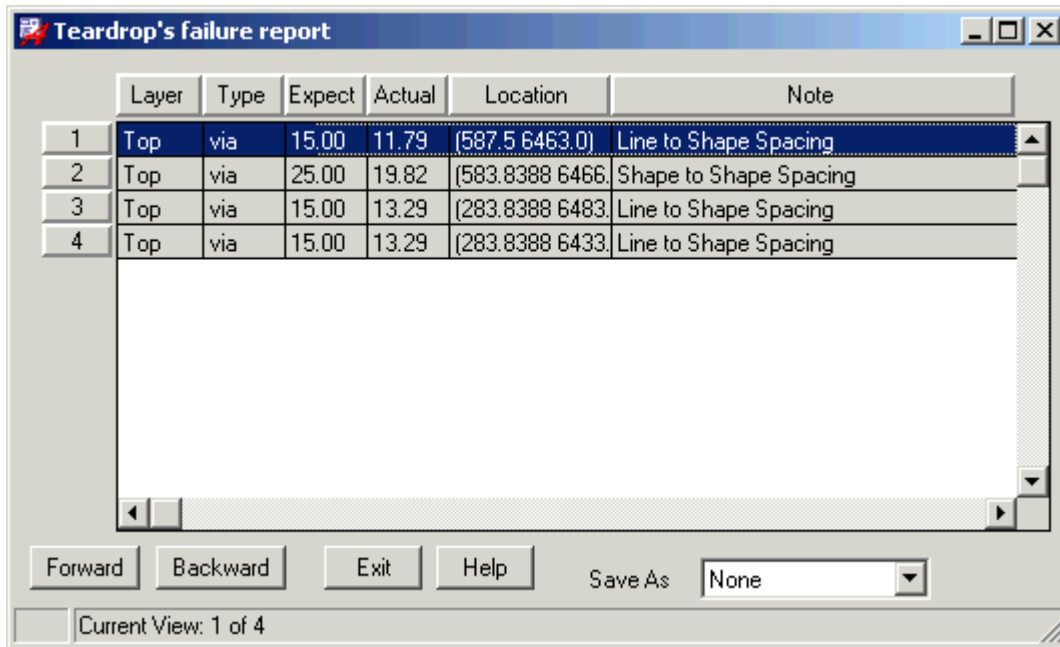 Teardrop's failure report
Layer Type Expect Actual Location Note
1 Top via 15.00 11.79 (587.5 6463.0) Line to Shape Spacing
2 Top via 25.00 19.82 (583.8388 6466. Shape to Shape Spacing
3 Top via 15.00 13.29 (283.8388 6483. Line to Shape Spacing
4 Top via 15.00 13.29 (283.8388 6433. Line to Shape Spacing
Forward Backward Exit Help Save As None
Current View: 1 of 4